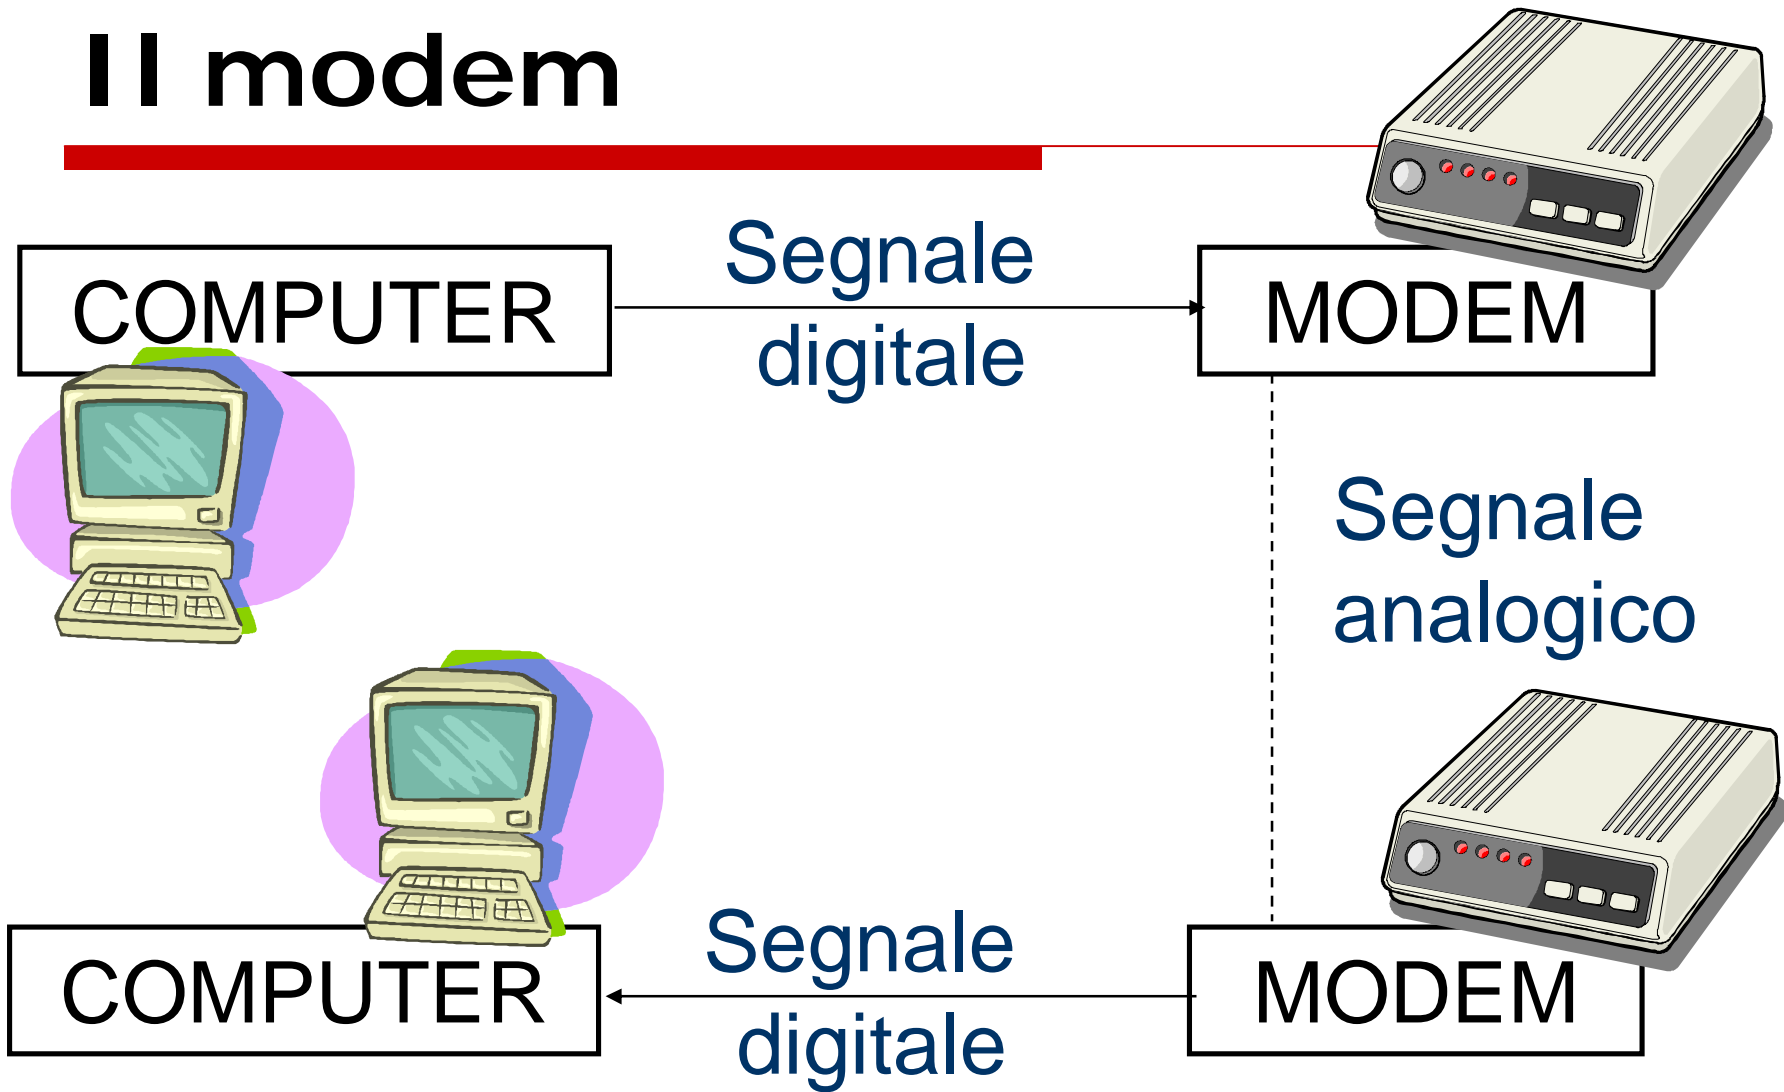 Il modem
COMPUTER
Segnale
digitale
MODEM
Segnale
analogico
COMPUTER
Segnale
digitale
MODEM